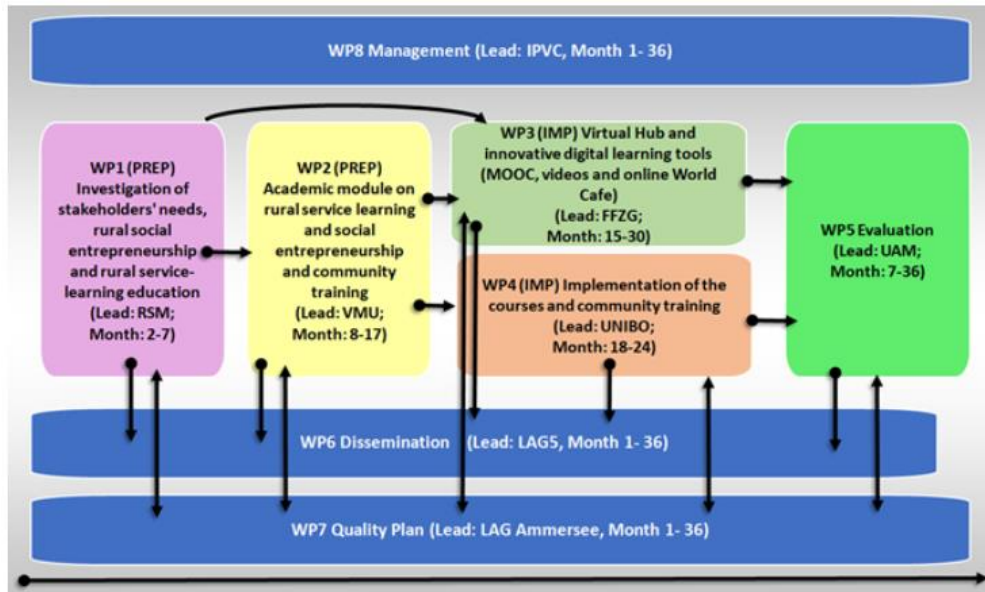 WP8 Management (Lead: IPVC, Month 1- 36)
WP1 (PREP)
Investigation of
stakeholders' needs,
rural social
entrepreneurship
and rural service-
learning education
(Lead: RSM;
Month: 2-7)
WP2 (PREP)
Academic module on
rural service learning
and social
entrepreneurship
and community
training
(Lead: VMU;
Month: 8-17)
WP3 (IMP) Virtual Hub and
innovative digital learning tools
(MOOC, videos and online World
Cafe)
(Lead: FFZG;
Month: 15-30)
WP4 (IMP) Implementation of the
courses and community training
(Lead: UNIBO;
Month: 18-24)
WP5 Evaluation
(Lead: UAM;
Month: 7-36)
WP6 Dissemination (Lead: LAG5, Month 1- 36)
WP7 Quality Plan (Lead: LAG Ammersee, Month 1- 36)